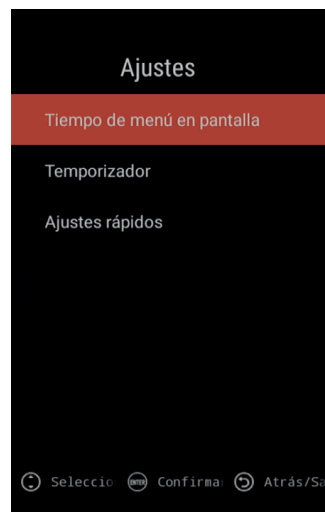 Ajustes
Tiempo de menú en pantalla
Temporizador
Ajustes rápidos
Seleccio ENTER Confirma Atrás/Sa